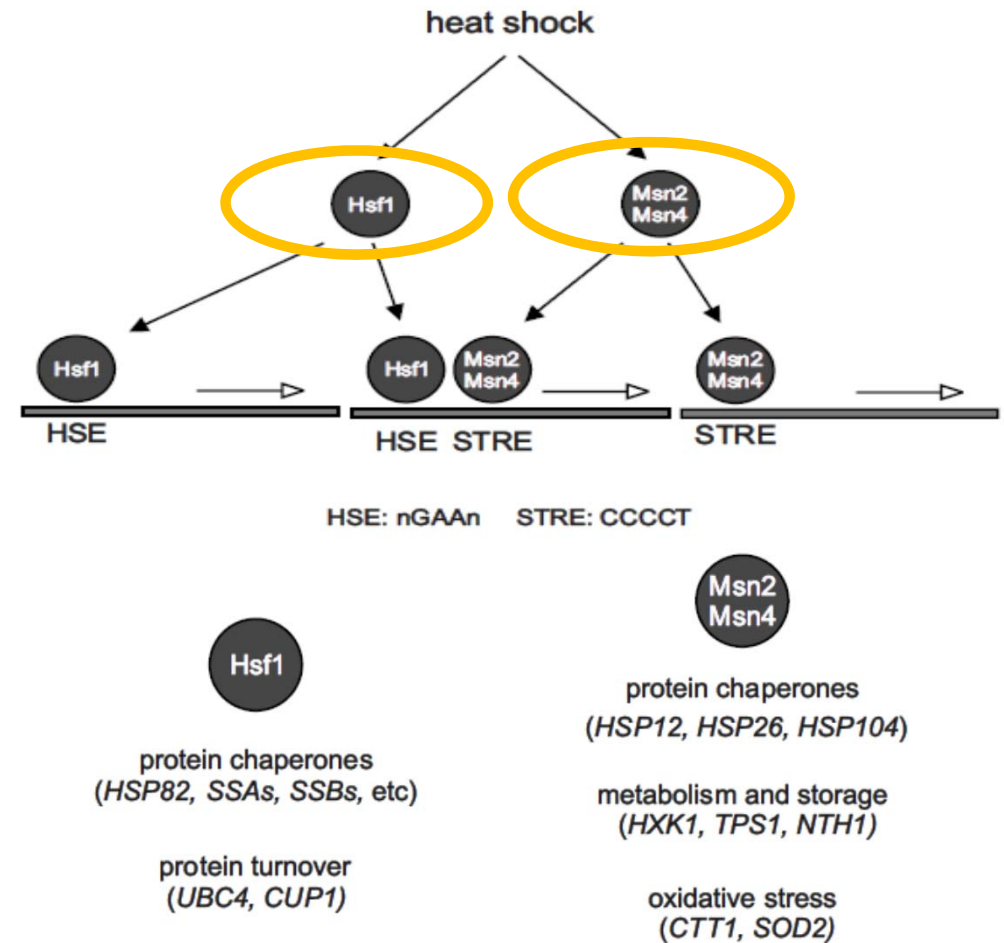 heat shock
Hsf1
Msn2
Msn4
Hsf1
Hsf1
Msn2
Msn4
Msn2
Msn4
HSE
HSE STRE
STRE
HSE: nGAAn STRE: CCCCT
Hsf1
protein chaperones
(HSP82, SSAs, SSBs, etc)
protein turnover
(UBC4, CUP1)
Msn2
Msn4
protein chaperones
(HSP12, HSP26, HSP104)
metabolism and storage
(HXK1, TPS1, NTH1)
oxidative stress
(CTT1, SOD2)